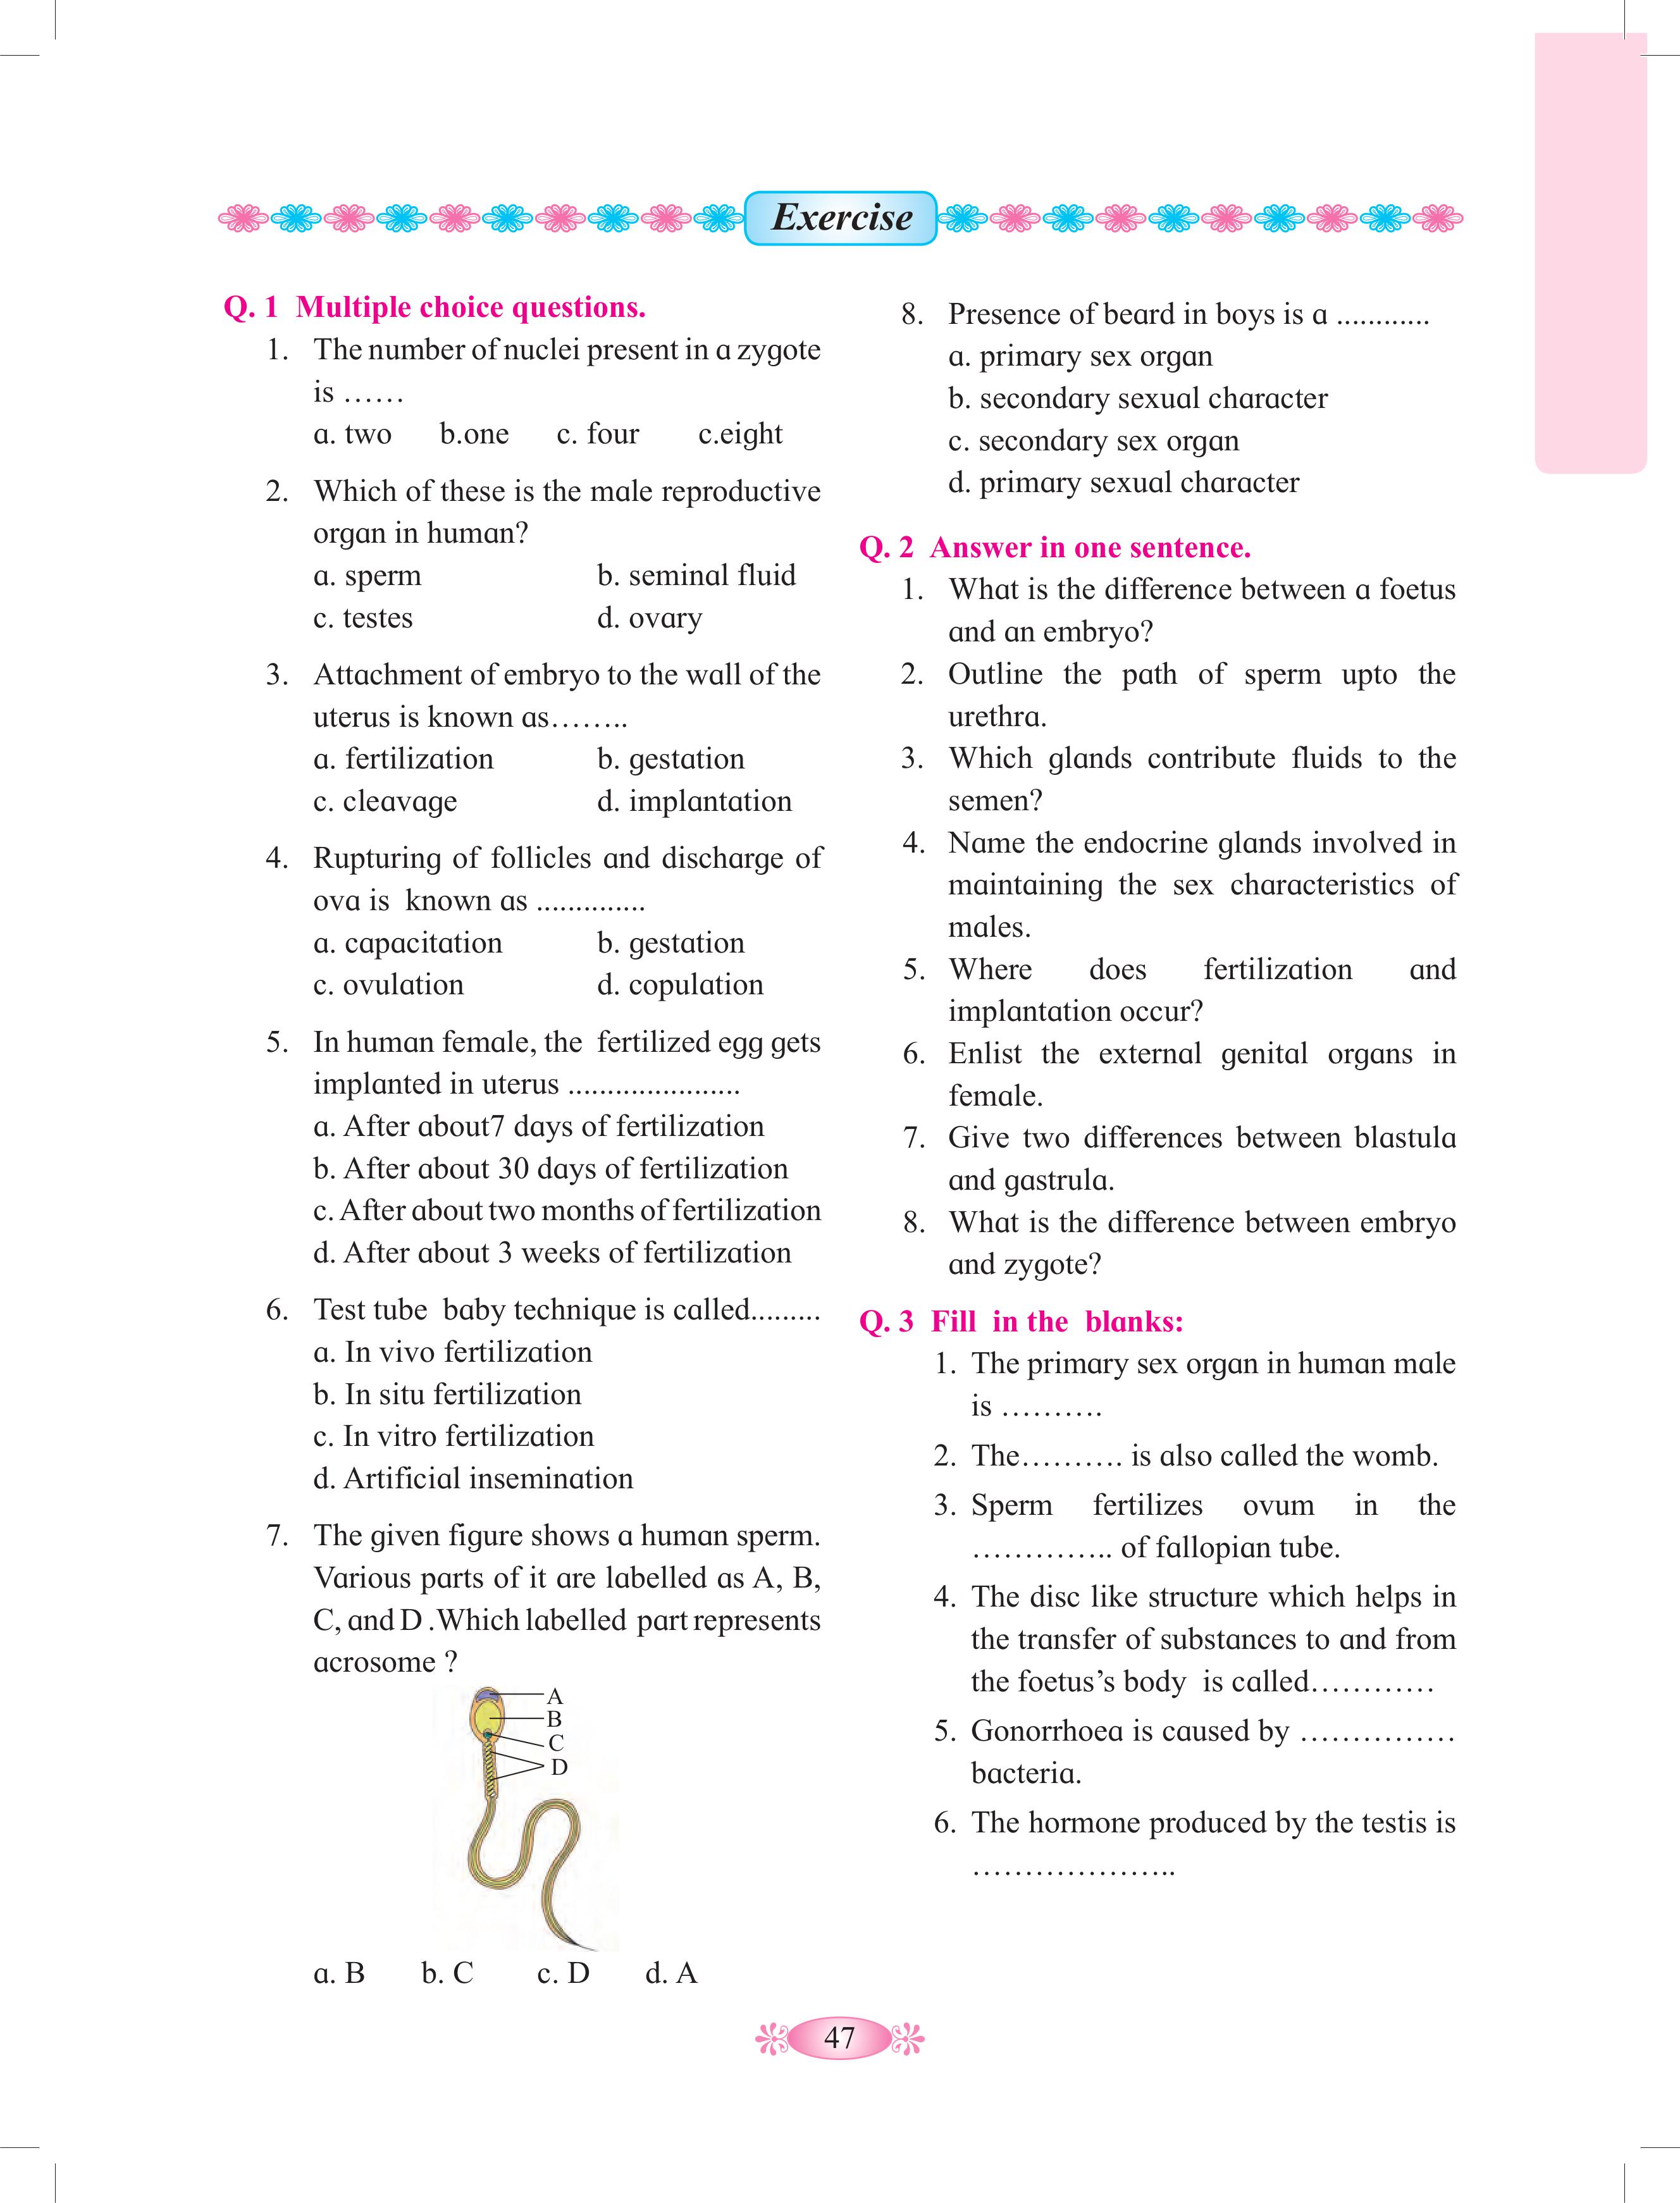 Exercise
Q. 1 Multiple choice questions.
1. The number of nuclei present in a zygote
is ……
a. two b.one c. four c.eight
2. Which of these is the male reproductive
organ in human?
a. sperm b. seminal fluid
c. testes d. ovary
3. Attachment of embryo to the wall of the
uterus is known as……..
a. fertilization b. gestation
c. cleavage d. implantation
4. Rupturing of follicles and discharge of
ova is known as ..............
a. capacitation b. gestation
c. ovulation d. copulation
5. In human female, the fertilized egg gets
implanted in uterus ......................
a. After about7 days of fertilization
b. After about 30 days of fertilization
c. After about two months of fertilization
d. After about 3 weeks of fertilization
6. Test tube baby technique is called.........
a. In vivo fertilization
b. In situ fertilization
c. In vitro fertilization
d. Artificial insemination
7. The given figure shows a human sperm.
Various parts of it are labelled as A, B,
C, and D .Which labelled part represents
acrosome ?
A
B
C
D
a. B b. C c. D d. A
8. Presence of beard in boys is a ............
a. primary sex organ
b. secondary sexual character
c. secondary sex organ
d. primary sexual character
Q. 2 Answer in one sentence.
1. What is the difference between a foetus
and an embryo?
2. Outline the path of sperm upto the
urethra.
3. Which glands contribute fluids to the
semen?
4. Name the endocrine glands involved in
maintaining the sex characteristics of
males.
5. Where does fertilization and
implantation occur?
6. Enlist the external genital organs in
female.
7. Give two differences between blastula
and gastrula.
8. What is the difference between embryo
and zygote?
Q. 3 Fill in the blanks:
1. The primary sex organ in human male
is ……….
2. The………. is also called the womb.
3. Sperm fertilizes ovum in the
………….. of fallopian tube.
4. The disc like structure which helps in
the transfer of substances to and from
the foetus’s body is called…………
5. Gonorrhoea is caused by ……………
bacteria.
6. The hormone produced by the testis is
………………..
47